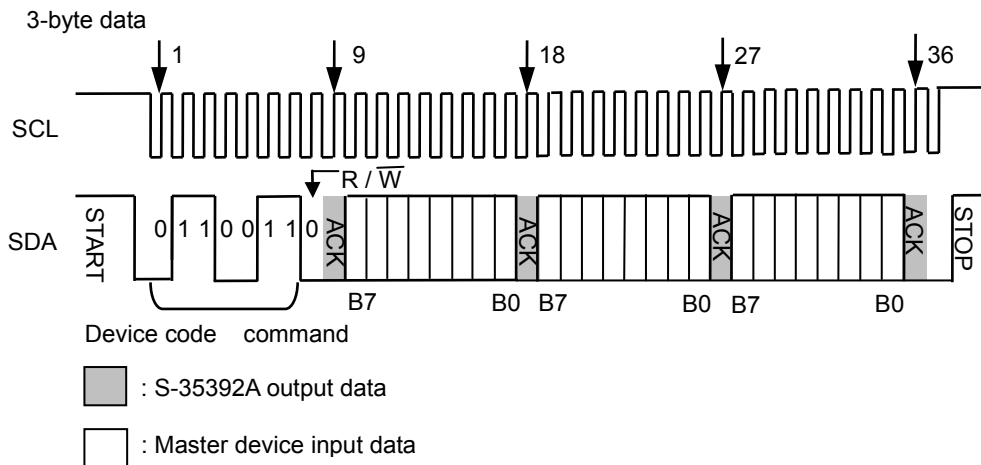 3-byte data
1 9 18 27 36
SCL
R / W
SDA
START 0 1 1 0 0 1 1 0 ACK ACK ACK ACK STOP
B7 B0 B7 B0 B7 B0
Device code command
: S-35392A output data
: Master device input data